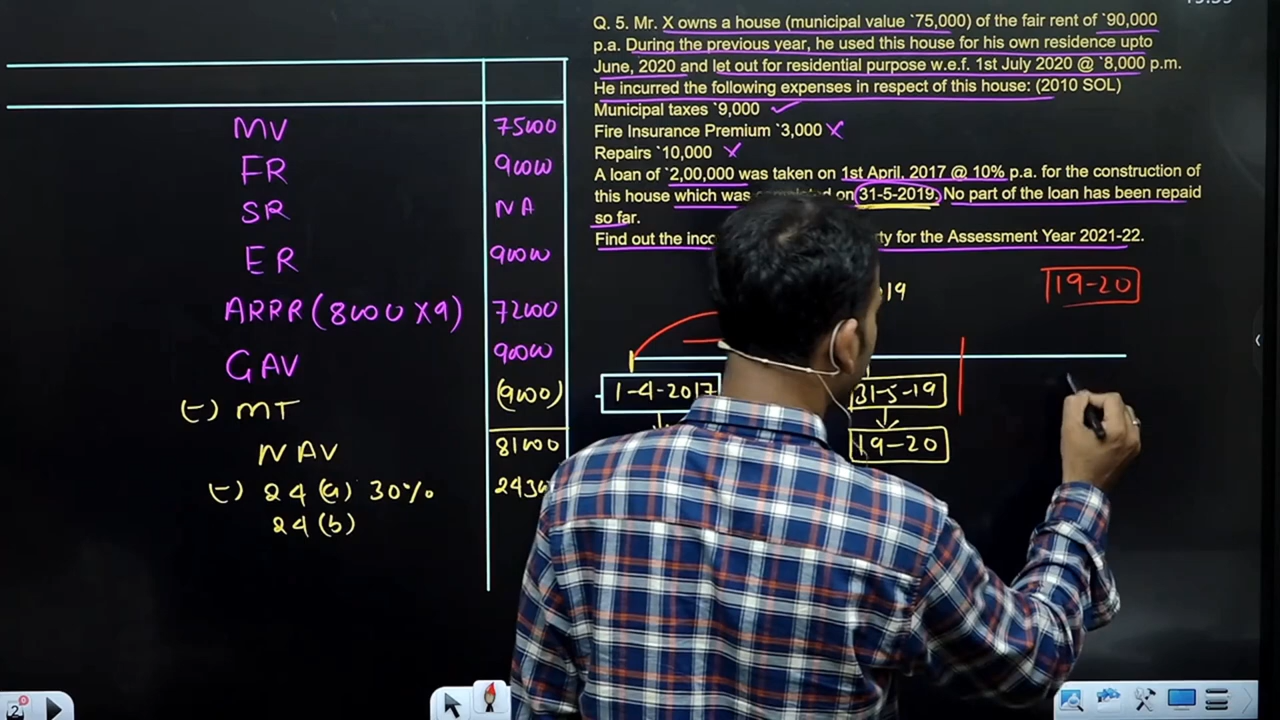 Q. 5. Mr. X owns a house (municipal value `75,000) of the fair rent of `90,000
p.a. During the previous year, he used this house for his own residence upto
June, 2020 and let out for residential purpose w.e.f. 1st July 2020 @ `8,000 p.m.
He incurred the following expenses in respect of this house: (2010 SOL)
Municipal taxes `9,000
Fire Insurance Premium `3,000
Repairs `10,000
A loan of `2,00,000 was taken on 1st April, 2017 @ 10% p.a. for the construction of
this house which was on 31-5-2019. No part of the loan has been repaid
so far.
Find out the for the Assessment Year 2021-22.
MV 75000
FR 90000
SR NA
ER 90000
ARRR (8000 X 9) 72000
GAV 90000
(-) MT (9000)
NAV 81000
(-) 24 (a) 30%
24 (b)
19
19-20
1-4-2017
31-5-19
19-20
2